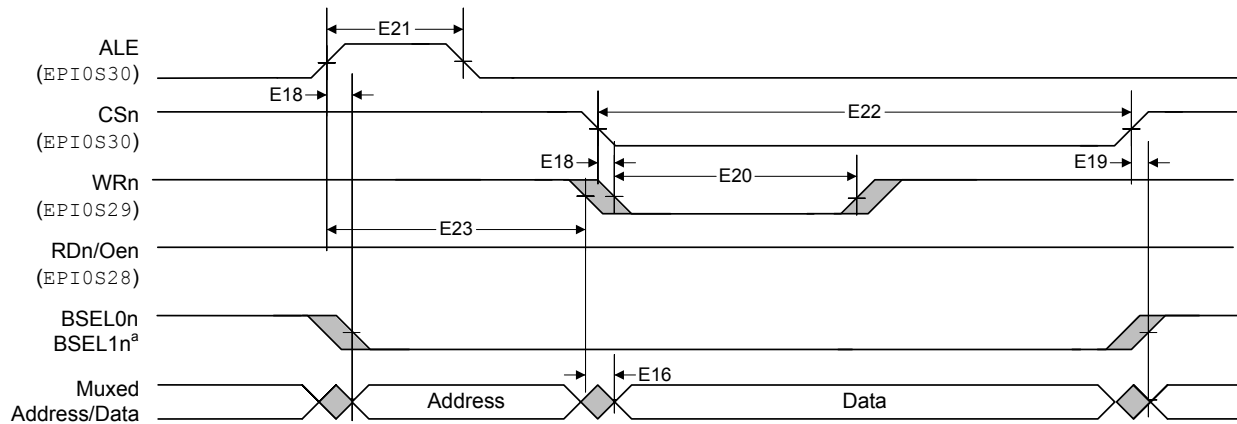 E21
ALE
(EPI0S30)
E18
CSn
E22
(EPI0S30)
E18
E19
WRn
E20
(EPI0S29)
E23
RDn/Oen
(EPI0S28)
BSEL0n
BSEL1nᵃ
E16
Muxed
Address/Data
Address
Data